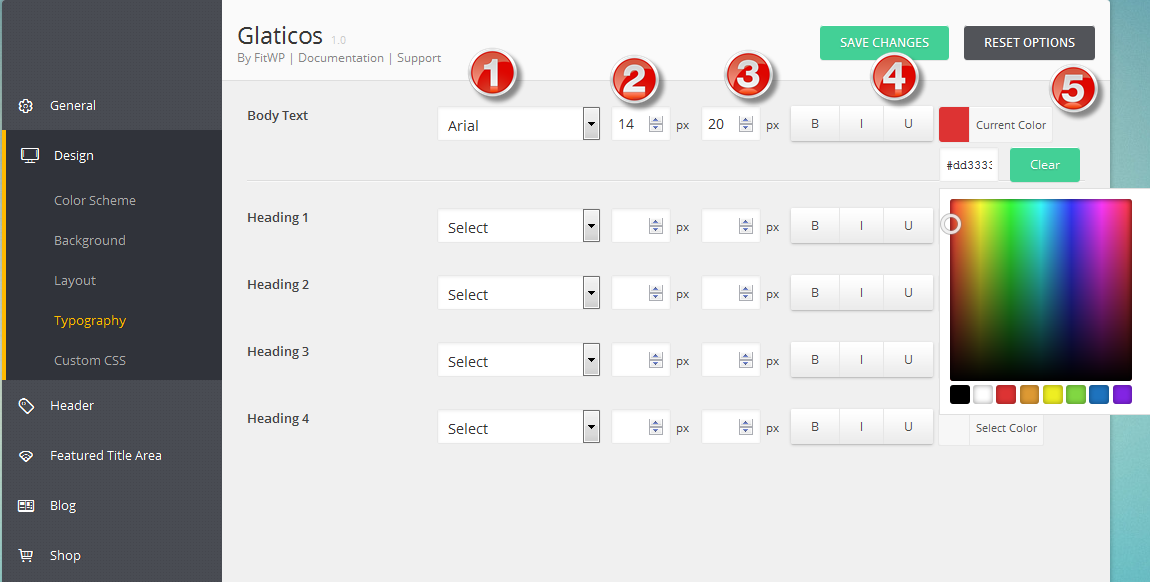 Glaticos 1.0
By FitWP | Documentation | Support
SAVE CHANGES
RESET OPTIONS
1
2
3
4
5
General
Design
Color Scheme
Background
Layout
Typography
Custom CSS
Header
Featured Title Area
Blog
Shop
Body Text Arial 14 px 20 px B I U Current Color
#dd3333 Clear
Heading 1 Select px px B I U
Heading 2 Select px px B I U
Heading 3 Select px px B I U
Heading 4 Select px px B I U Select Color